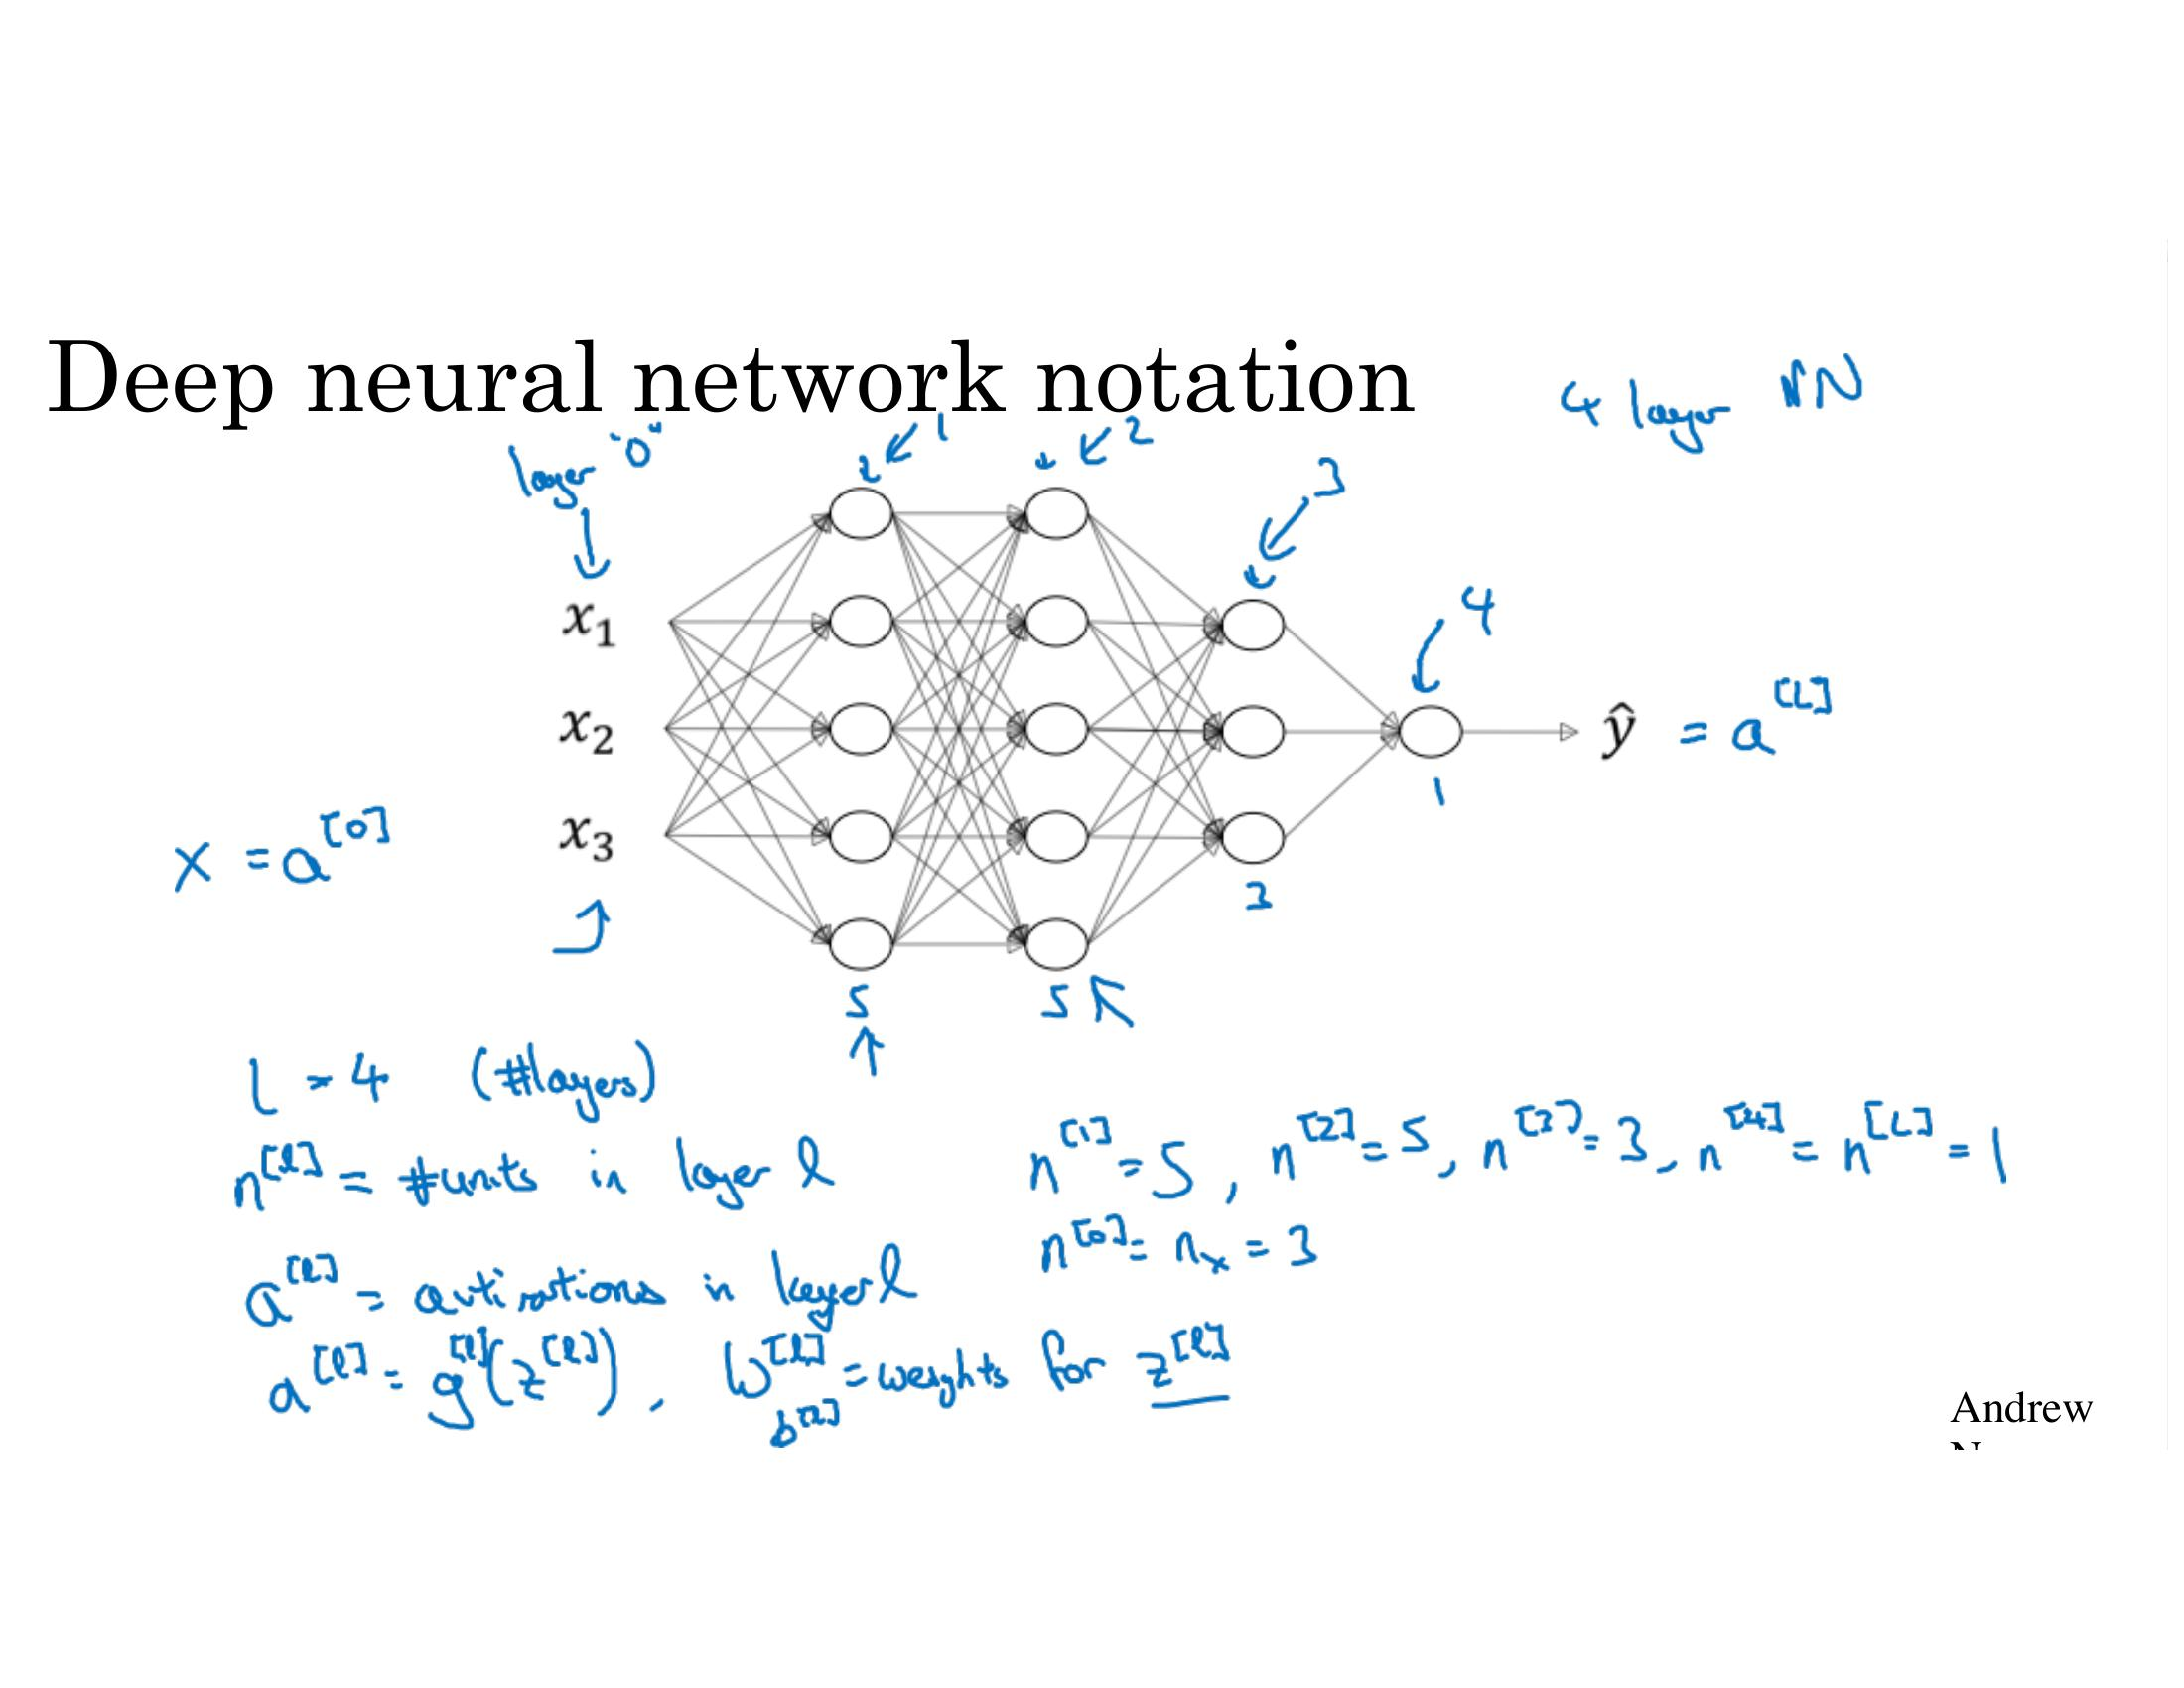 Deep neural network notation
4 layer NN
layer "0"
1
2
3
4
x₁
x₂
x₃
ŷ = a^[L]
x = a^[0]
1
3
5
5
L = 4 (#layers)
n^[l] = #units in layer l
n^[1] = 5, n^[2] = 5, n^[3] = 3, n^[4] = n^[L] = 1
n^[0] = nₓ = 3
a^[l] = activations in layer l
a^[l] = g^[l](z^[l]), W^[l] = weights for z^[l]
b^[l]
Andrew